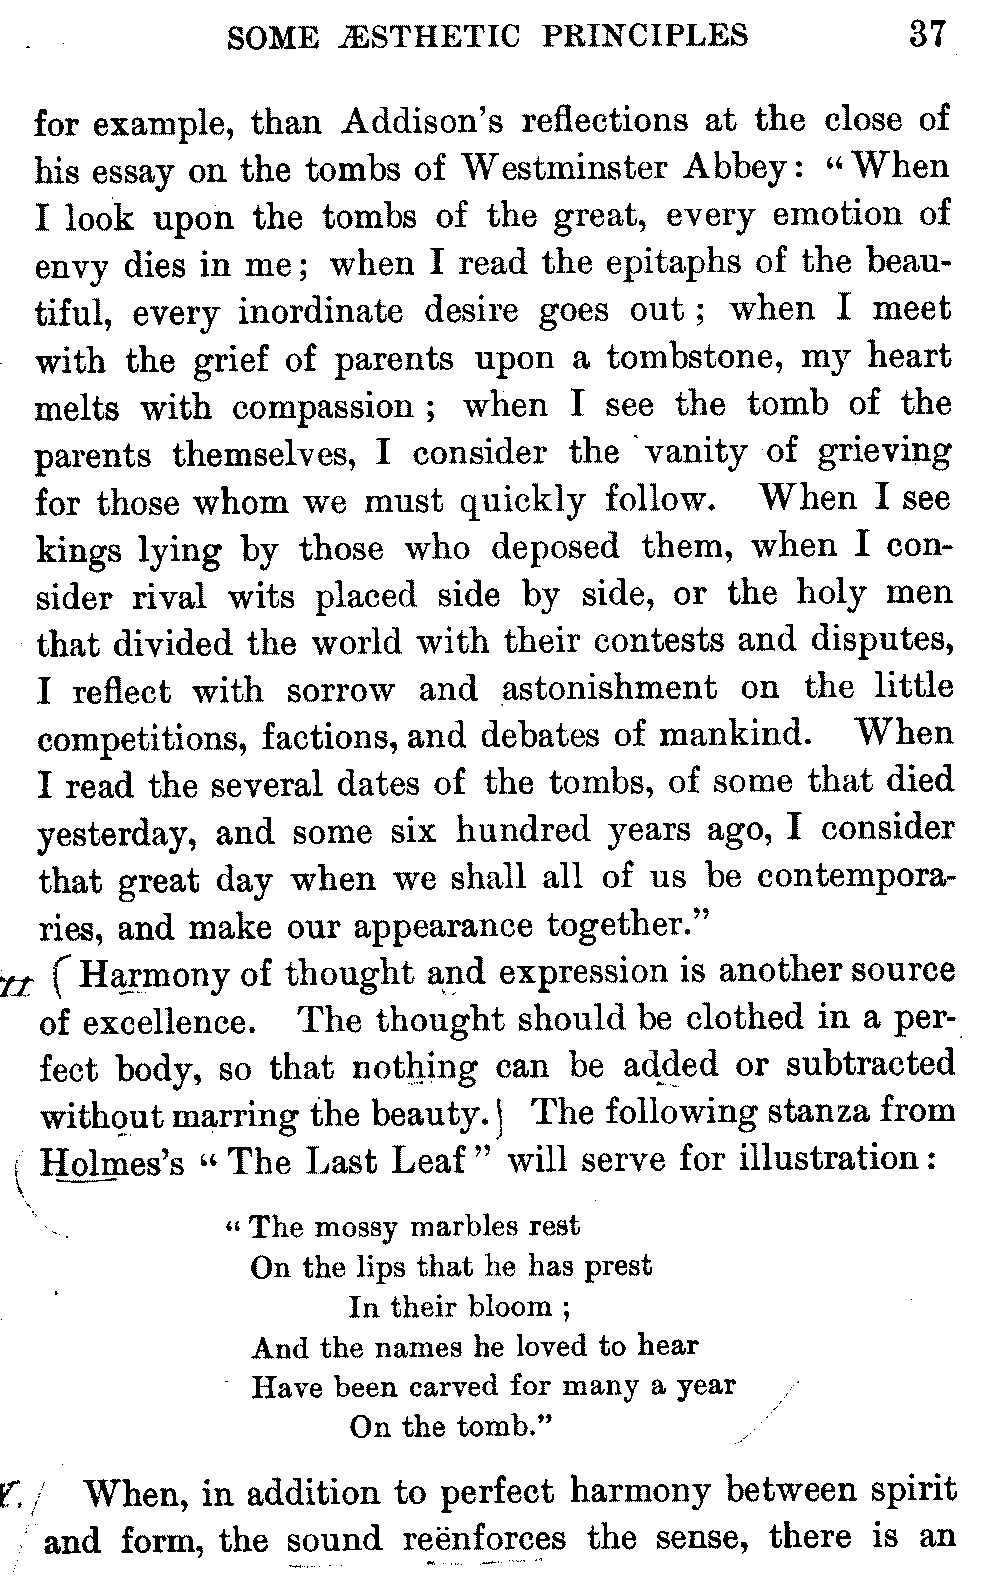 SOME ÆSTHETIC PRINCIPLES 37
for example, than Addison's reflections at the close of
his essay on the tombs of Westminster Abbey: “When
I look upon the tombs of the great, every emotion of
envy dies in me; when I read the epitaphs of the beau-
tiful, every inordinate desire goes out; when I meet
with the grief of parents upon a tombstone, my heart
melts with compassion; when I see the tomb of the
parents themselves, I consider the vanity of grieving
for those whom we must quickly follow. When I see
kings lying by those who deposed them, when I con-
sider rival wits placed side by side, or the holy men
that divided the world with their contests and disputes,
I reflect with sorrow and astonishment on the little
competitions, factions, and debates of mankind. When
I read the several dates of the tombs, of some that died
yesterday, and some six hundred years ago, I consider
that great day when we shall all of us be contempora-
ries, and make our appearance together.”
( Harmony of thought and expression is another source
of excellence. The thought should be clothed in a per-
fect body, so that nothing can be added or subtracted
without marring the beauty.) The following stanza from
Holmes's “The Last Leaf” will serve for illustration:
“The mossy marbles rest
On the lips that he has prest
In their bloom;
And the names he loved to hear
Have been carved for many a year
On the tomb.”
When, in addition to perfect harmony between spirit
and form, the sound reënforces the sense, there is an